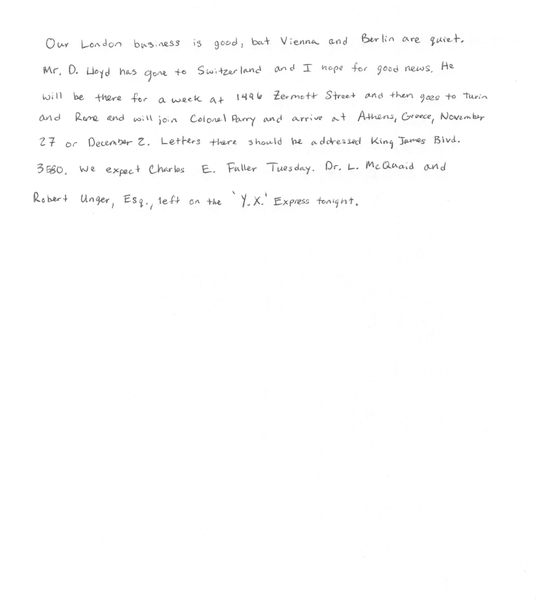 Our London business is good, but Vienna and Berlin are quiet.
Mr. D. Lloyd has gone to Switzerland and I hope for good news. He
will be there for a week at 1496 Zermott Street and then goes to Turin
and Rome and will join Colonel Parry and arrive at Athens, Greece, November
27 or December 2. Letters there should be addressed King James Blvd.
3580. We expect Charles E. Fuller Tuesday. Dr. L. McQuaid and
Robert Unger, Esq., left on the 'Y.X.' Express tonight.